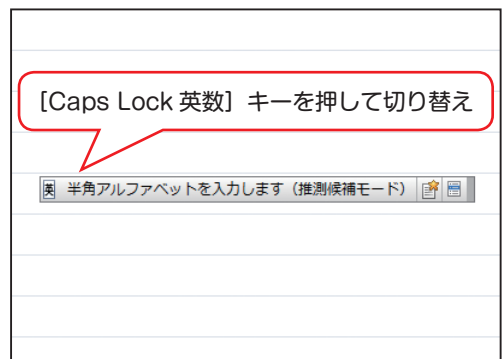 ［Caps Lock 英数］キーを押して切り替え
英 半角アルファベットを入力します（推測候補モード）